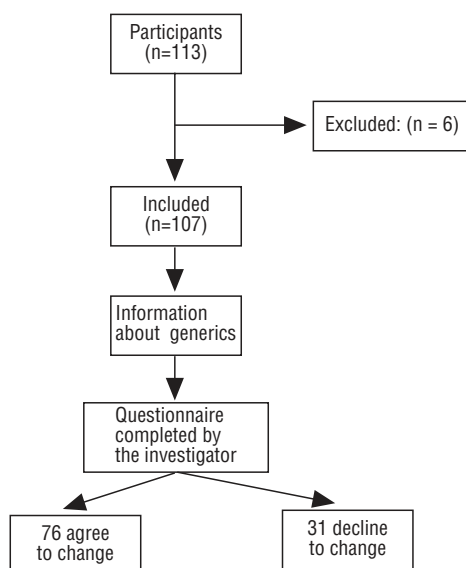 Participants
(n=113)
Excluded: (n = 6)
Included
(n=107)
Information
about generics
Questionnaire
completed by
the investigator
76 agree
to change
31 decline
to change